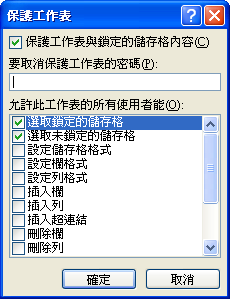 保護工作表
保護工作表與鎖定的儲存格內容(C)
要取消保護工作表的密碼(P):
允許此工作表的所有使用者能(O):
選取鎖定的儲存格
選取未鎖定的儲存格
設定儲存格格式
設定欄格式
設定列格式
插入欄
插入列
插入超連結
刪除欄
刪除列
確定
取消